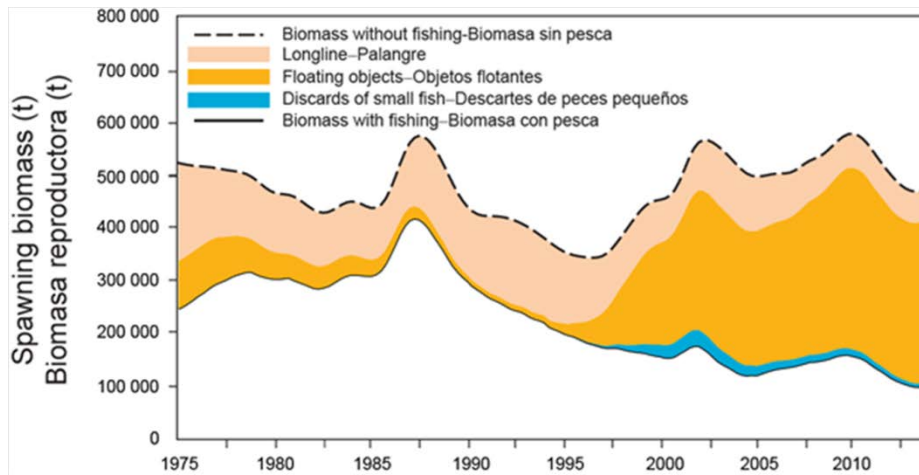 Spawning biomass (t)
Biomasa reproductora (t)
800 000
700 000
600 000
500 000
400 000
300 000
200 000
100 000
0
Biomass without fishing-Biomasa sin pesca
Longline–Palangre
Floating objects–Objetos flotantes
Discards of small fish–Descartes de peces pequeños
Biomass with fishing–Biomasa con pesca
1975 1980 1985 1990 1995 2000 2005 2010